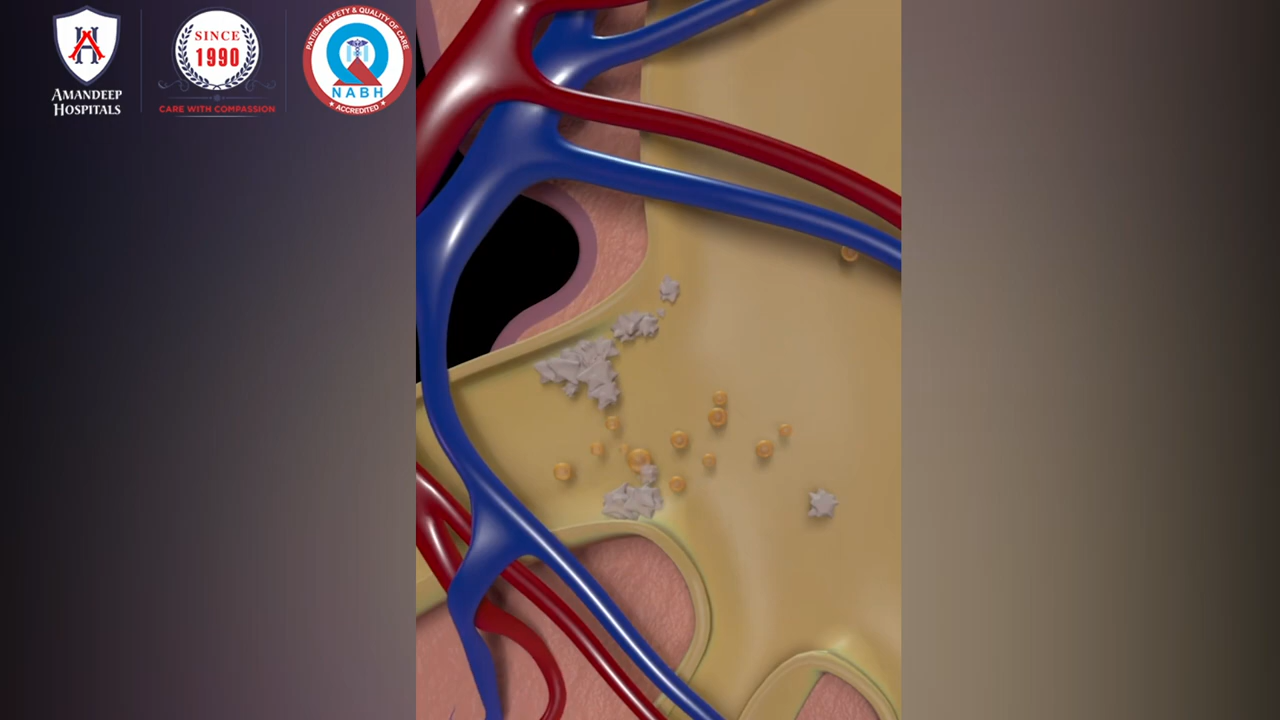 AMANDEEP
HOSPITALS
SINCE
1990
CARE WITH COMPASSION
PATIENT SAFETY & QUALITY OF CARE
NABH
ACCREDITED